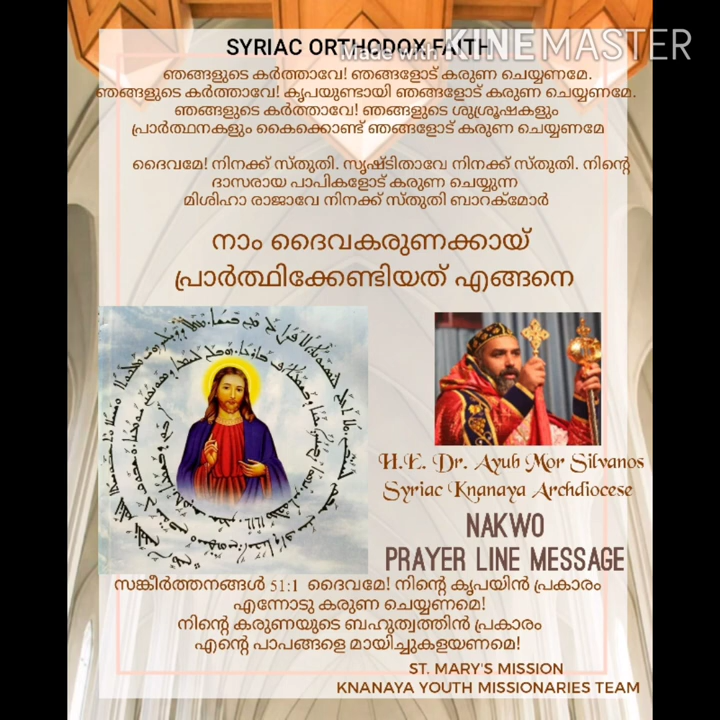 SYRIAC ORTHODOX FAITH
Made with KINEMASTER
ഞങ്ങളുടെ കർത്താവേ! ഞങ്ങളോട് കരുണ ചെയ്യണമേ.
ഞങ്ങളുടെ കർത്താവേ! കൃപയുണ്ടായി ഞങ്ങളോട് കരുണ ചെയ്യണമേ.
ഞങ്ങളുടെ കർത്താവേ! ഞങ്ങളുടെ ശുശ്രൂഷകളും
പ്രാർത്ഥനകളും കൈക്കൊണ്ട് ഞങ്ങളോട് കരുണ ചെയ്യണമേ
ദൈവമേ! നിനക്ക് സ്തുതി. സൃഷ്ടിതാവേ നിനക്ക് സ്തുതി. നിന്റെ
ദാസരായ പാപികളോട് കരുണ ചെയ്യുന്ന
മിശിഹാ രാജാവേ നിനക്ക് സ്തുതി ബാറക്മോർ
നാം ദൈവകരുണക്കായ്
പ്രാർത്ഥിക്കേണ്ടിയത് എങ്ങനെ
H.E. Dr. Ayub Mor Silvanos
Syriac Knanaya Archdiocese
NAKWO
PRAYER LINE MESSAGE
സങ്കീർത്തനങ്ങൾ 51:1 ദൈവമേ! നിന്റെ കൃപയിൻ പ്രകാരം
എന്നോടു കരുണ ചെയ്യണമെ!
നിന്റെ കരുണയുടെ ബഹുത്വത്തിൻ പ്രകാരം
എന്റെ പാപങ്ങളെ മായിച്ചുകളയണമെ!
ST. MARY'S MISSION
KNANAYA YOUTH MISSIONARIES TEAM